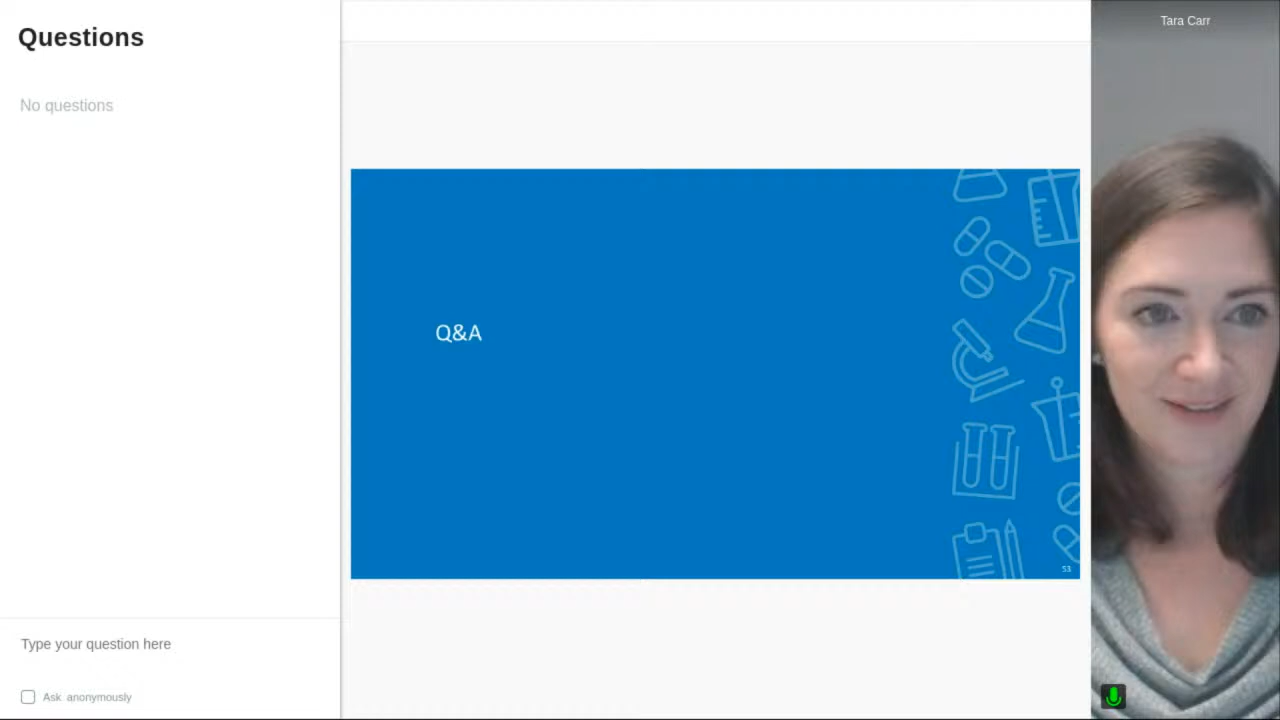 Questions
No questions
Type your question here
Ask anonymously
Q&A
53
Tara Carr